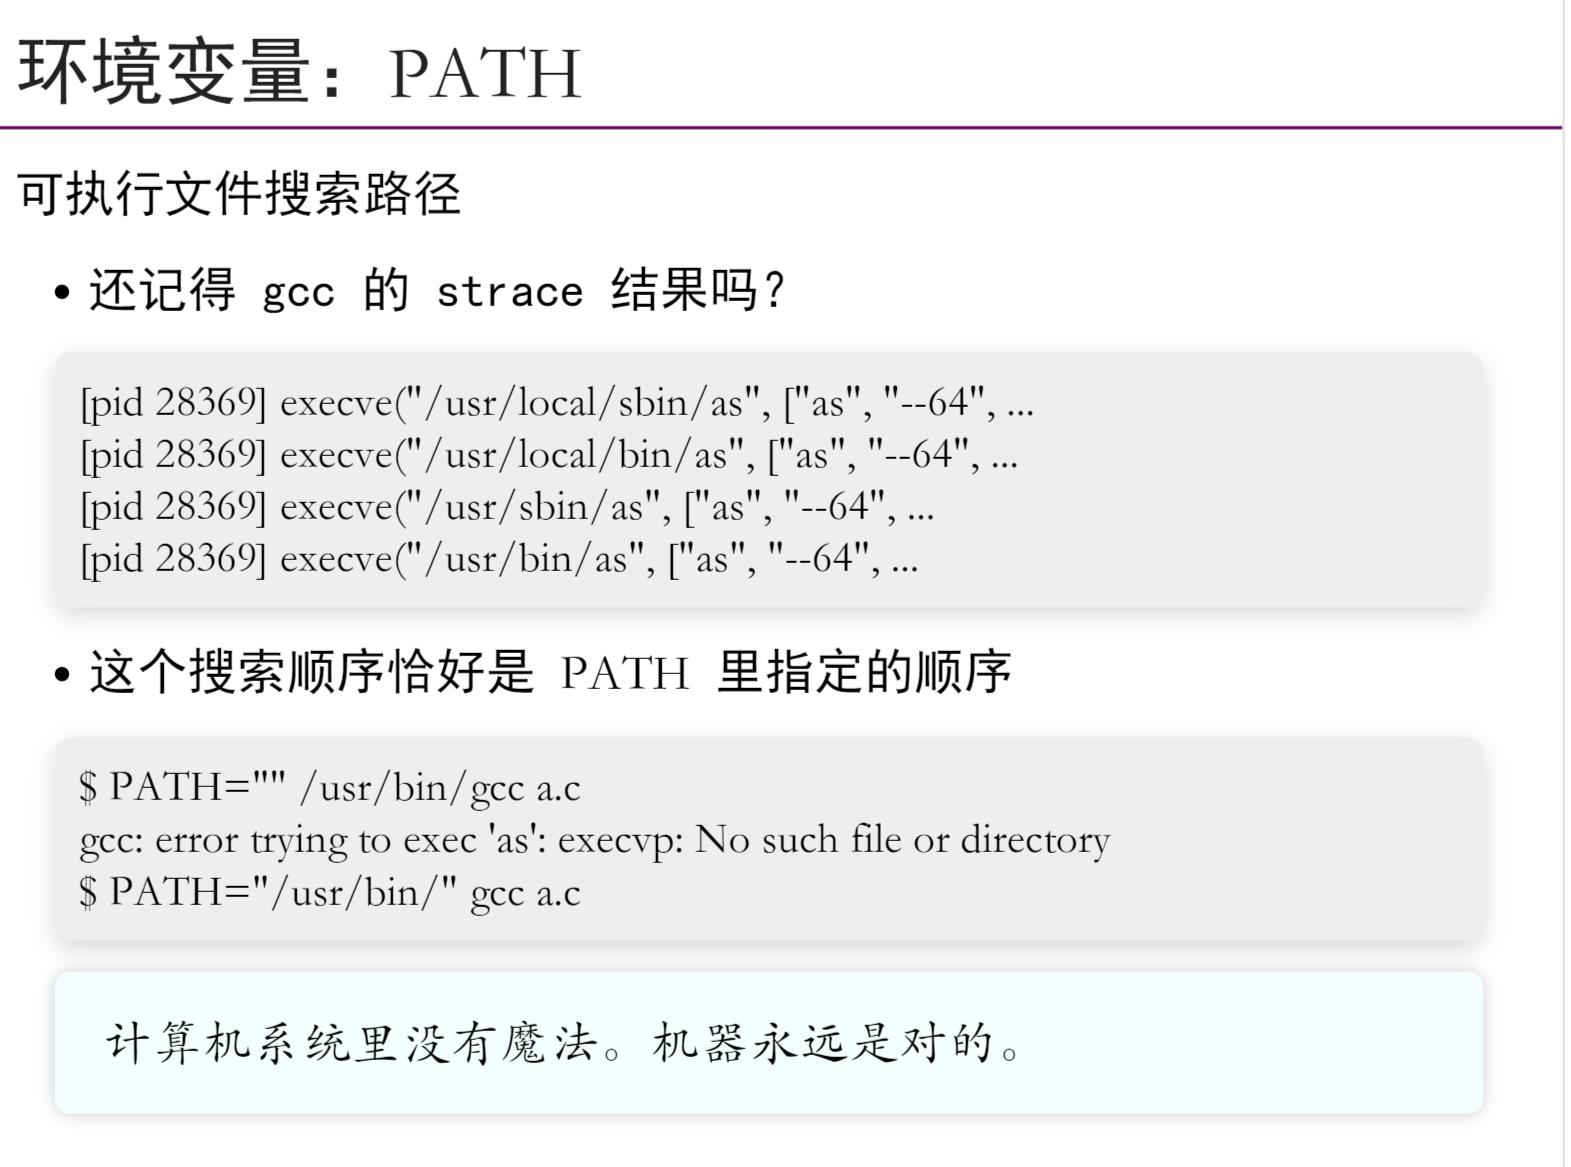 环境变量：PATH
可执行文件搜索路径
• 还记得 gcc 的 strace 结果吗？
[pid 28369] execve("/usr/local/sbin/as", ["as", "--64", ...
[pid 28369] execve("/usr/local/bin/as", ["as", "--64", ...
[pid 28369] execve("/usr/sbin/as", ["as", "--64", ...
[pid 28369] execve("/usr/bin/as", ["as", "--64", ...
• 这个搜索顺序恰好是 PATH 里指定的顺序
$ PATH="" /usr/bin/gcc a.c
gcc: error trying to exec 'as': execvp: No such file or directory
$ PATH="/usr/bin/" gcc a.c
计算机系统里没有魔法。机器永远是对的。